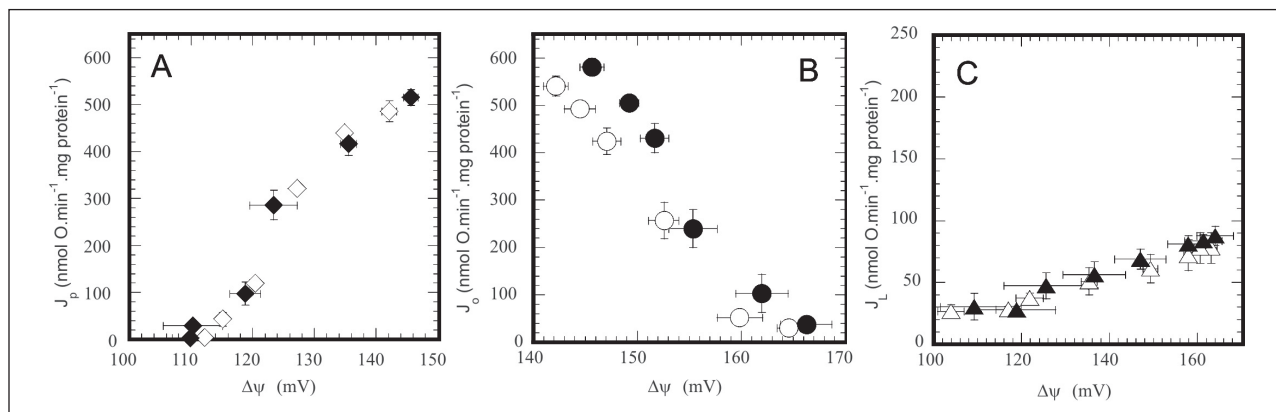 A
J_p (nmol O.min⁻¹.mg protein⁻¹)
600
500
400
300
200
100
0
100 110 120 130 140 150
Δψ (mV)
B
J_o (nmol O.min⁻¹.mg protein⁻¹)
600
500
400
300
200
100
0
140 150 160 170
Δψ (mV)
C
J_L (nmol O.min⁻¹.mg protein⁻¹)
250
200
150
100
50
0
100 120 140 160
Δψ (mV)